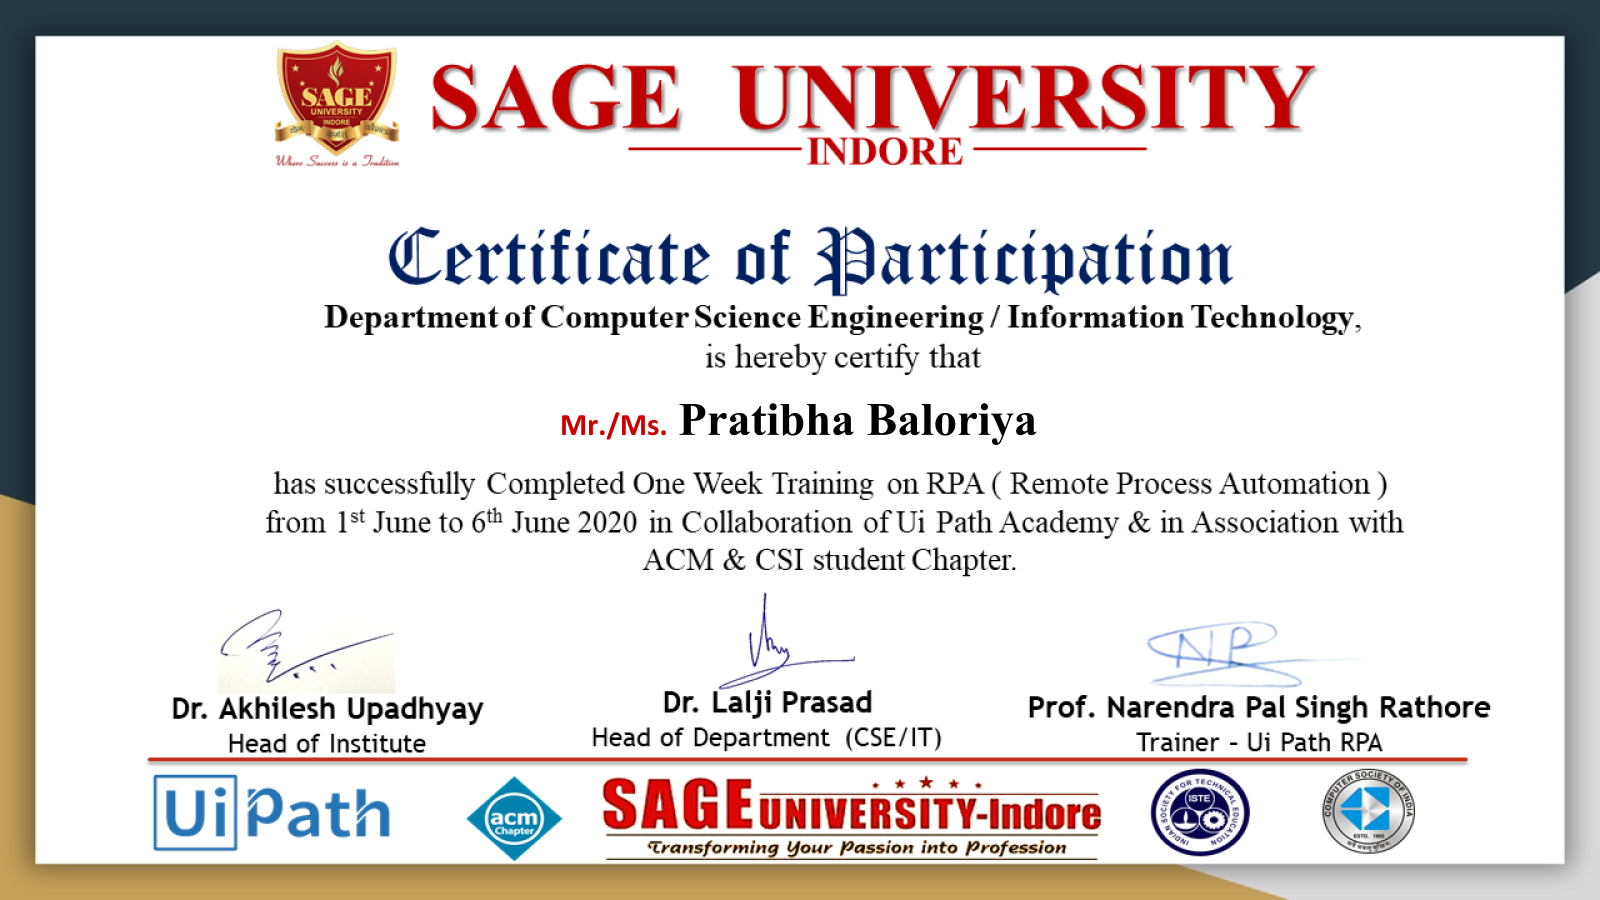 SAGE
UNIVERSITY
INDORE
Where Success is a Tradition
SAGE UNIVERSITY
INDORE
Certificate of Participation
Department of Computer Science Engineering / Information Technology,
is hereby certify that
Mr./Ms. Pratibha Baloriya
has successfully Completed One Week Training on RPA ( Remote Process Automation )
from 1st June to 6th June 2020 in Collaboration of Ui Path Academy & in Association with
ACM & CSI student Chapter.
NP
Dr. Akhilesh Upadhyay
Head of Institute
Dr. Lalji Prasad
Head of Department (CSE/IT)
Prof. Narendra Pal Singh Rathore
Trainer - Ui Path RPA
UiPath
acm
Chapter
SAGE UNIVERSITY-Indore
Transforming Your Passion into Profession
INDIAN SOCIETY FOR TECHNICAL EDUCATION
ISTE
COMPUTER SOCIETY OF INDIA
ESTD. 1965